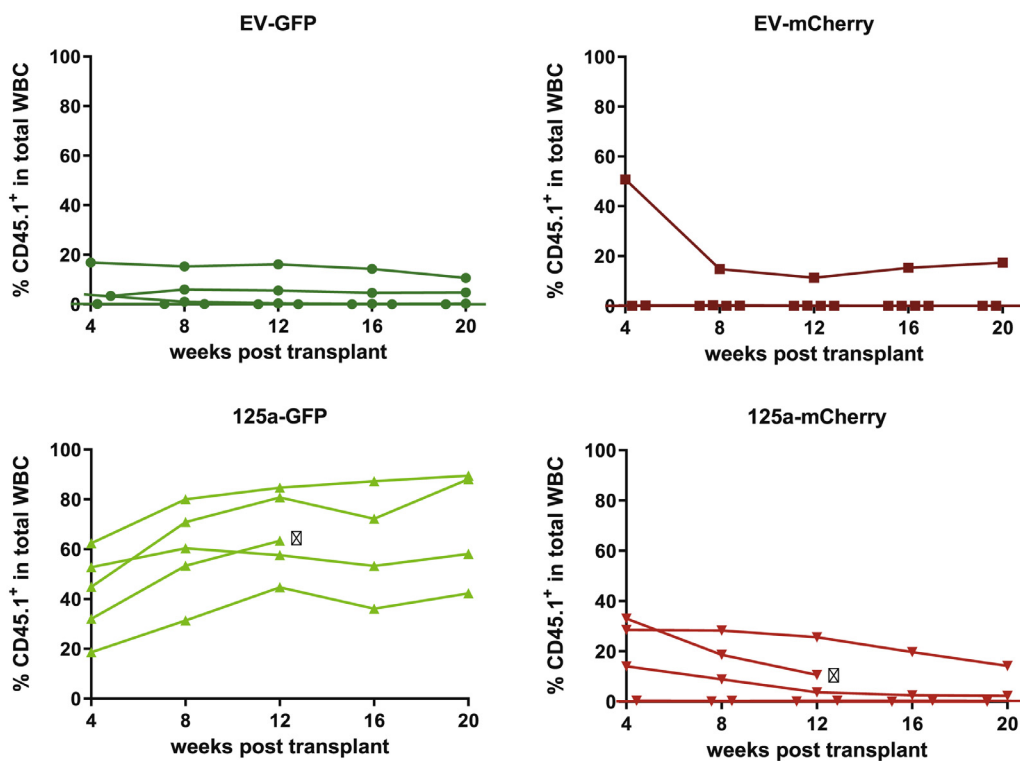 EV-GFP
% CD45.1⁺ in total WBC
100
80
60
40
20
0
4 8 12 16 20
weeks post transplant
EV-mCherry
% CD45.1⁺ in total WBC
100
80
60
40
20
0
4 8 12 16 20
weeks post transplant
125a-GFP
% CD45.1⁺ in total WBC
100
80
60
40
20
0
4 8 12 16 20
weeks post transplant
125a-mCherry
% CD45.1⁺ in total WBC
100
80
60
40
20
0
4 8 12 16 20
weeks post transplant